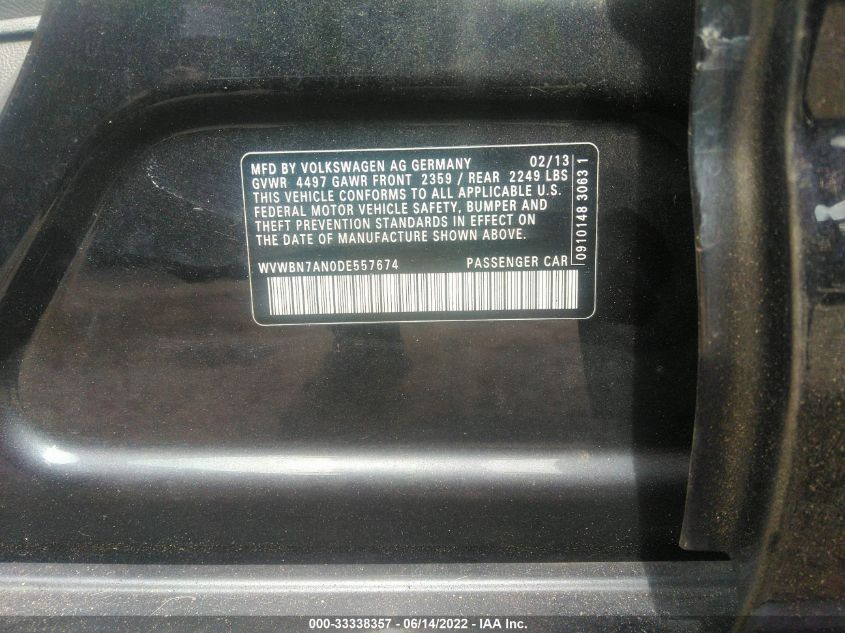 MFD BY VOLKSWAGEN AG GERMANY 02/13
GVWR 4497 GAWR FRONT 2359 / REAR 2249 LBS
THIS VEHICLE CONFORMS TO ALL APPLICABLE U.S.
FEDERAL MOTOR VEHICLE SAFETY, BUMPER AND
THEFT PREVENTION STANDARDS IN EFFECT ON
THE DATE OF MANUFACTURE SHOWN ABOVE.
WVWBN7AN0DE557674 PASSENGER CAR
0910148 30631
000-33338357 - 06/14/2022 - IAA Inc.